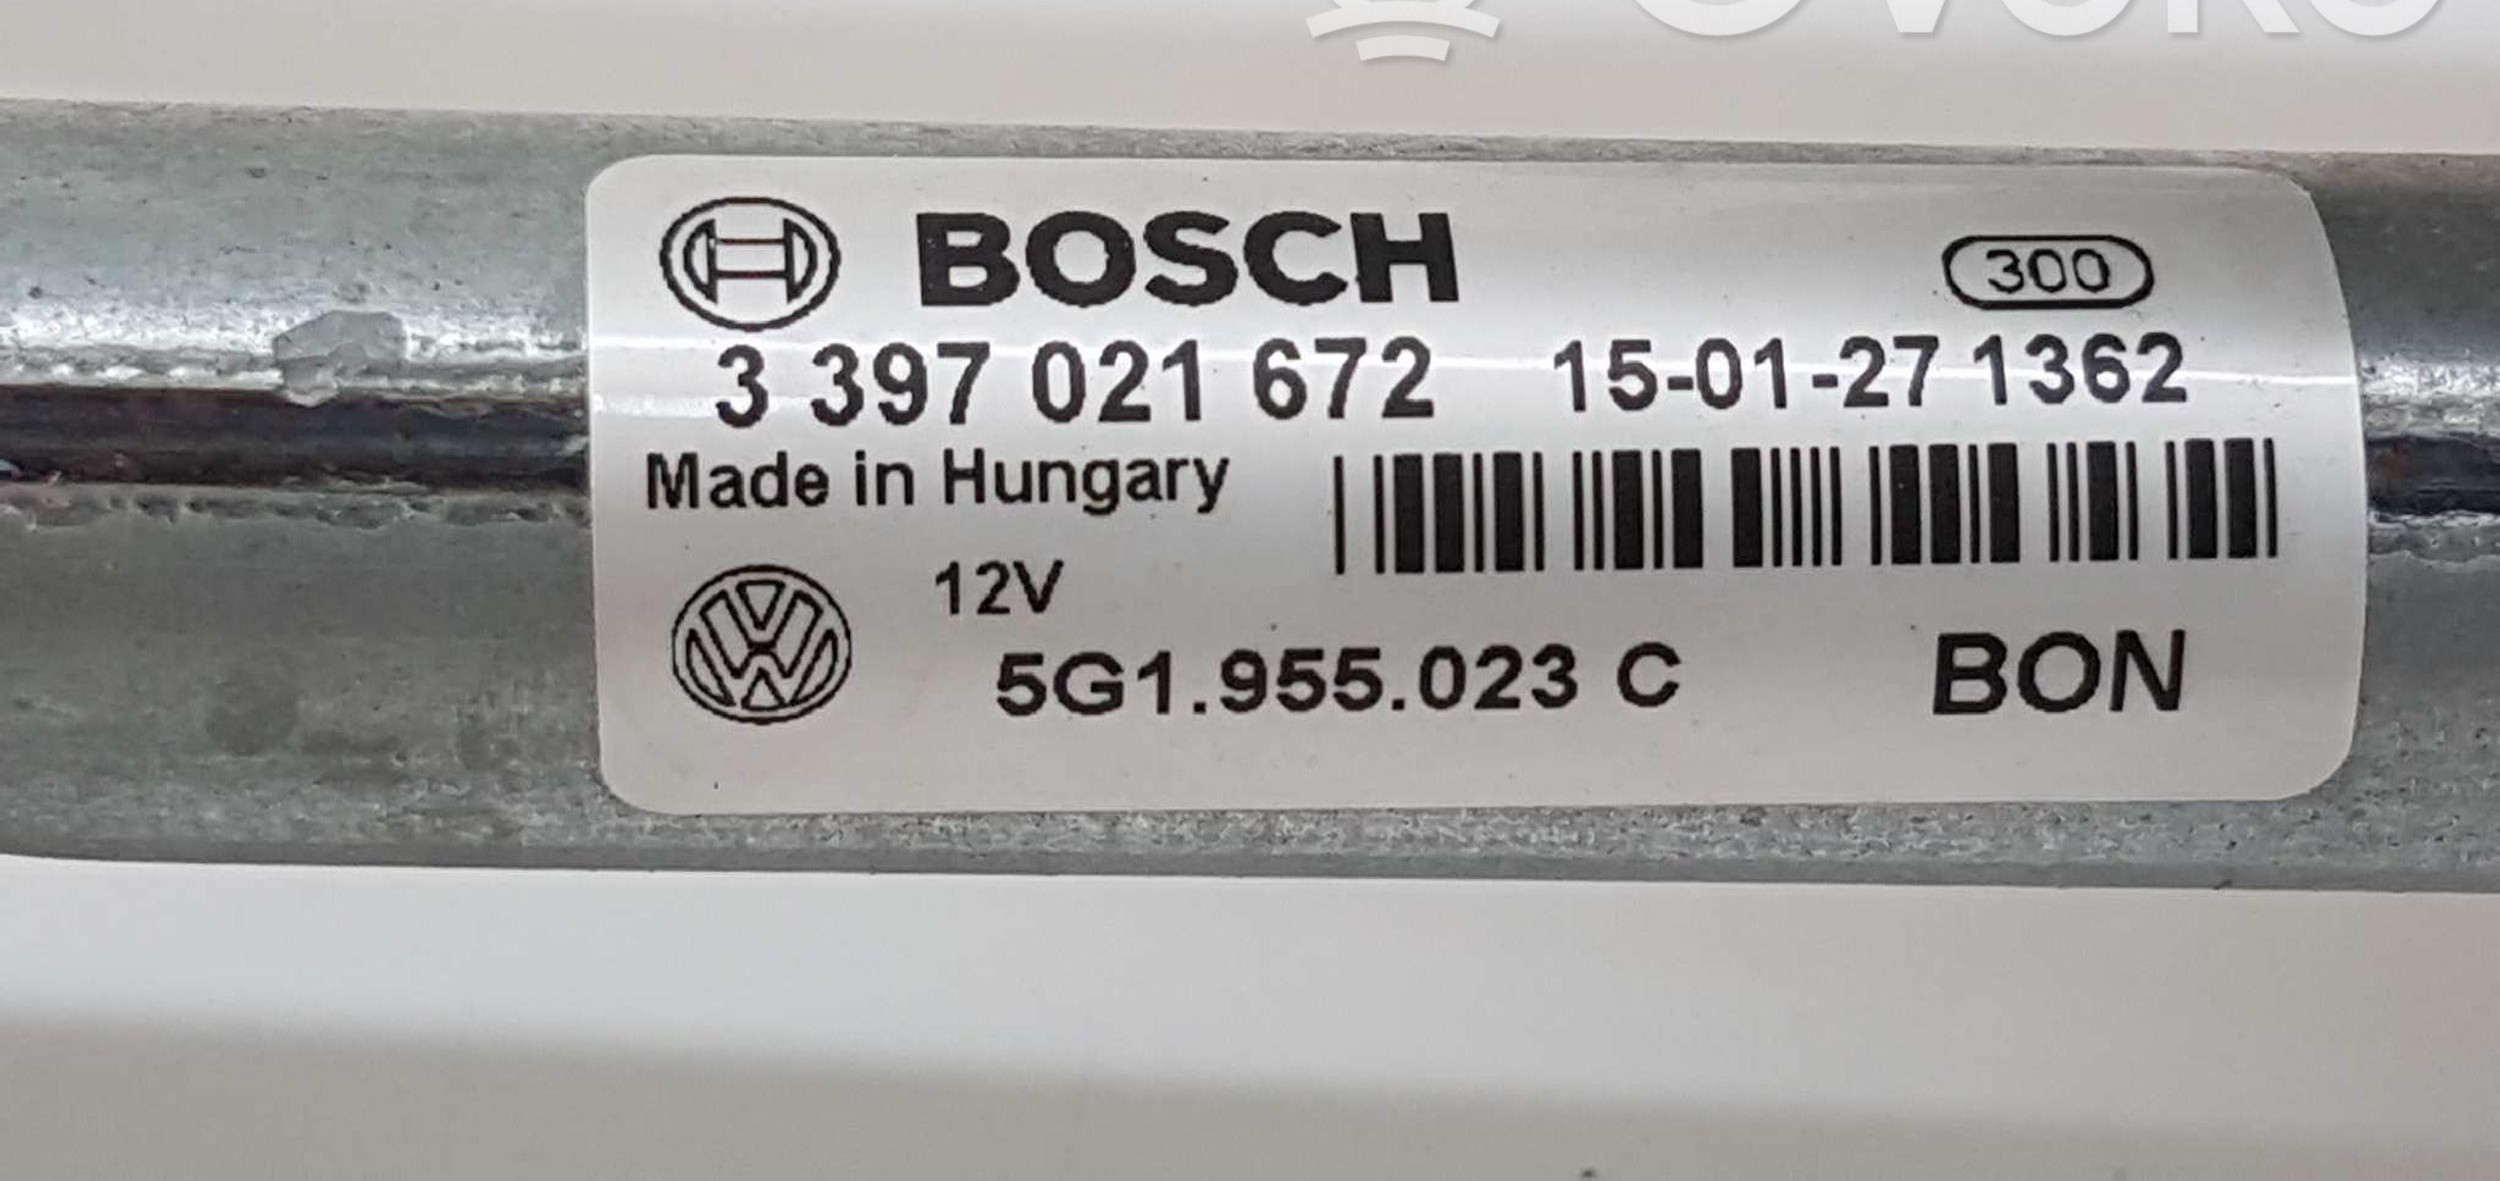 BOSCH
300
3 397 021 672 15-01-27 1362
Made in Hungary
12V
5G1.955.023 C BON